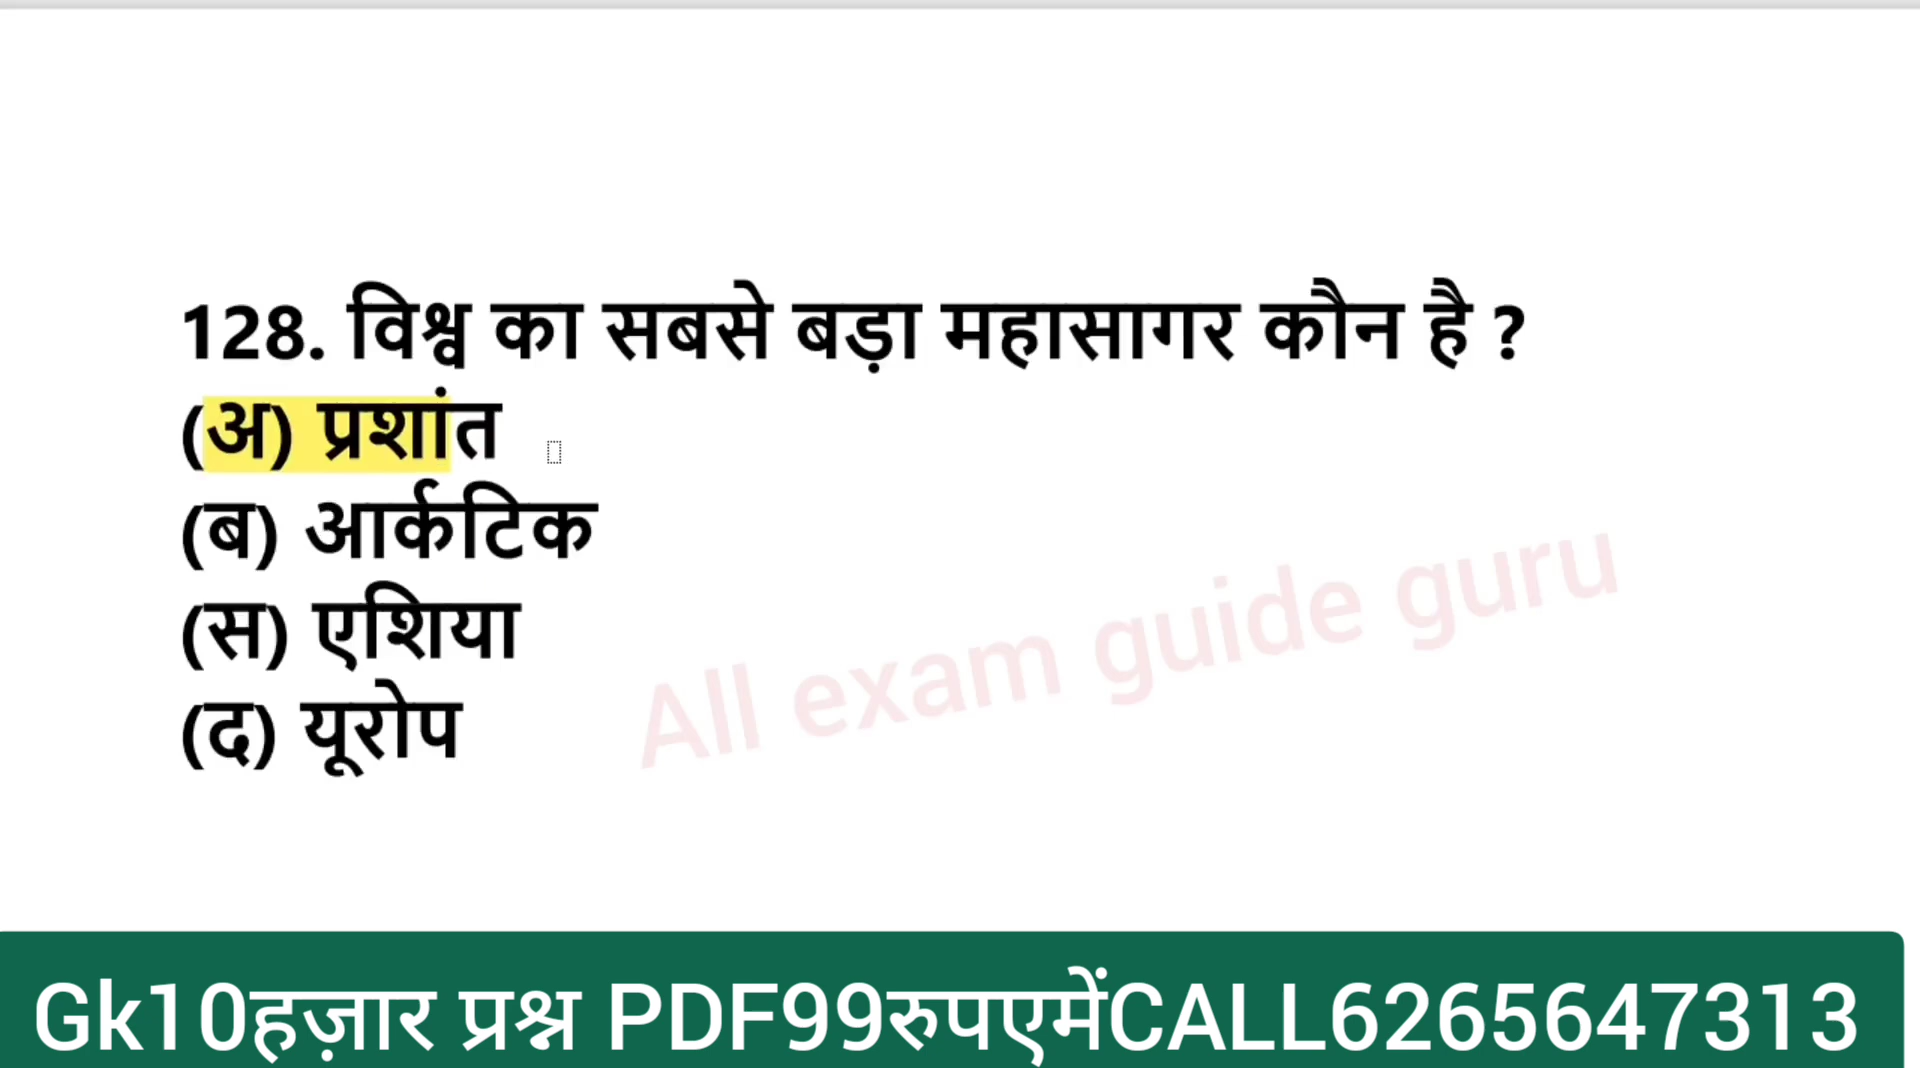 128. विश्व का सबसे बड़ा महासागर कौन है ?
(अ) प्रशांत
(ब) आर्कटिक
(स) एशिया
(द) यूरोप
All exam guide guru
Gk10हज़ार प्रश्न PDF99रुपएमेंCALL6265647313